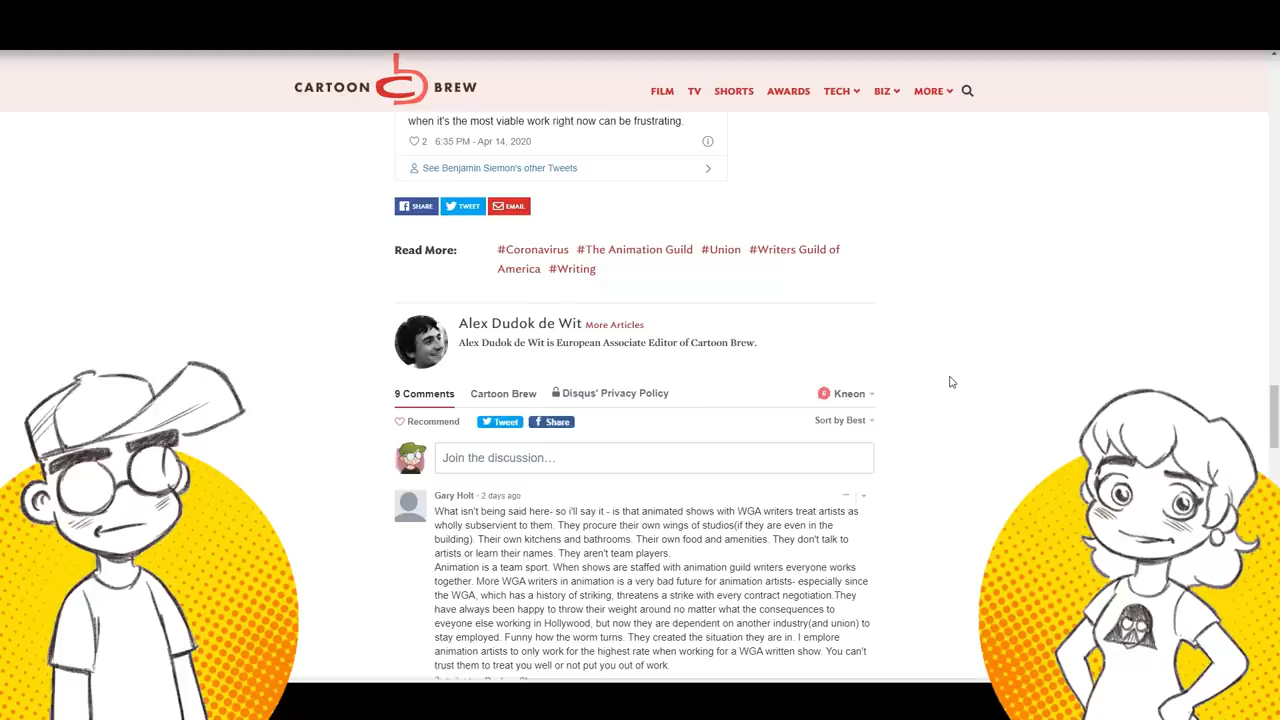 CARTOON BREW
FILM TV SHORTS AWARDS TECH BIZ MORE
when it's the most viable work right now can be frustrating.
2 6:35 PM - Apr 14, 2020
See Benjamin Siemon's other Tweets
SHARE TWEET EMAIL
Read More: #Coronavirus #The Animation Guild #Union #Writers Guild of
America #Writing
Alex Dudok de Wit More Articles
Alex Dudok de Wit is European Associate Editor of Cartoon Brew.
9 Comments Cartoon Brew Disqus' Privacy Policy Kneon
Recommend Tweet Share Sort by Best
Join the discussion...
Gary Holt · 2 days ago
What isn't being said here- so i'll say it - is that animated shows with WGA writers treat artists as
wholly subservient to them. They procure their own wings of studios(if they are even in the
building). Their own kitchens and bathrooms. Their own food and amenities. They don't talk to
artists or learn their names. They aren't team players.
Animation is a team sport. When shows are staffed with animation guild writers everyone works
together. More WGA writers in animation is a very bad future for animation artists- especially since
the WGA, which has a history of striking, threatens a strike with every contract negotiation.They
have always been happy to throw their weight around no matter what the consequences to
everyone else working in Hollywood, but now they are dependent on another industry(and union) to
stay employed. Funny how the worm turns. They created the situation they are in. I emplore
animation artists to only work for the highest rate when working for a WGA written show. You can't
trust them to treat you well or not put you out of work